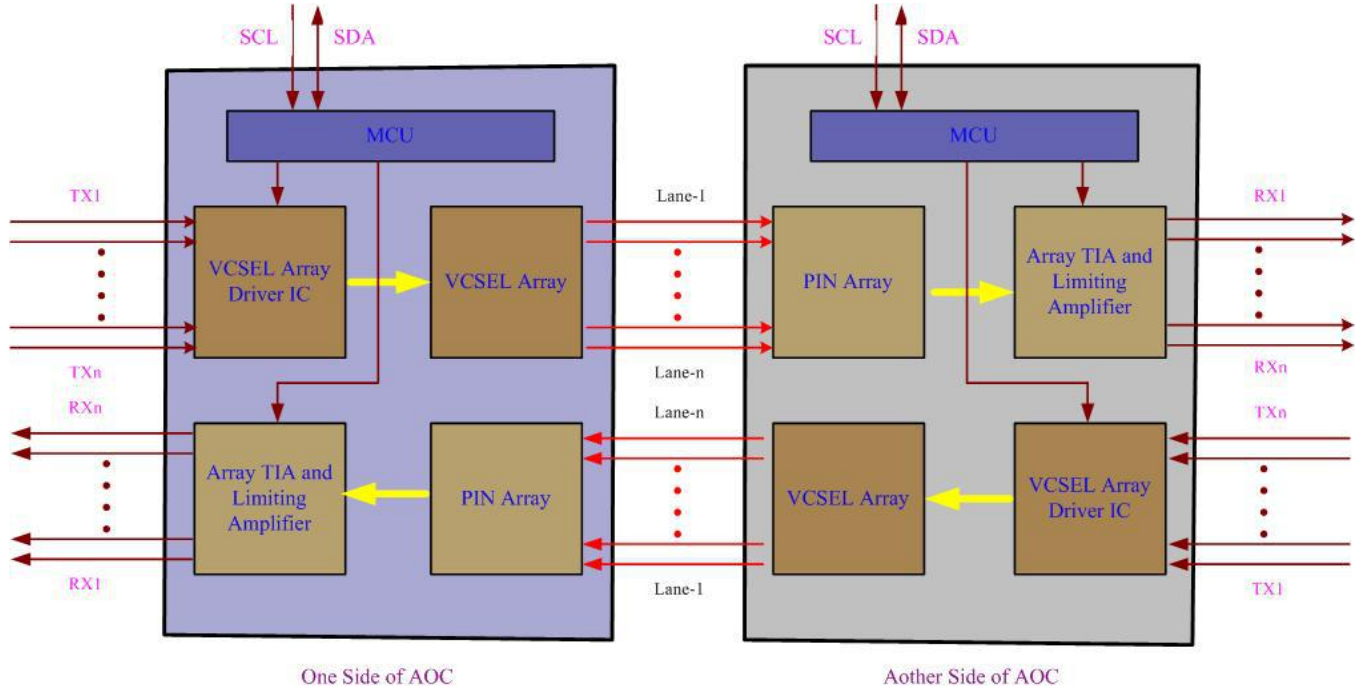 SCL
SDA
SCL
SDA
MCU
MCU
TX1
Lane-1
RX1
VCSEL Array
Driver IC
VCSEL Array
PIN Array
Array TIA and
Limiting
Amplifier
TXn
Lane-n
RXn
RXn
Lane-n
TXn
Array TIA and
Limiting
Amplifier
PIN Array
VCSEL Array
VCSEL Array
Driver IC
RX1
Lane-1
TX1
One Side of AOC
Aother Side of AOC